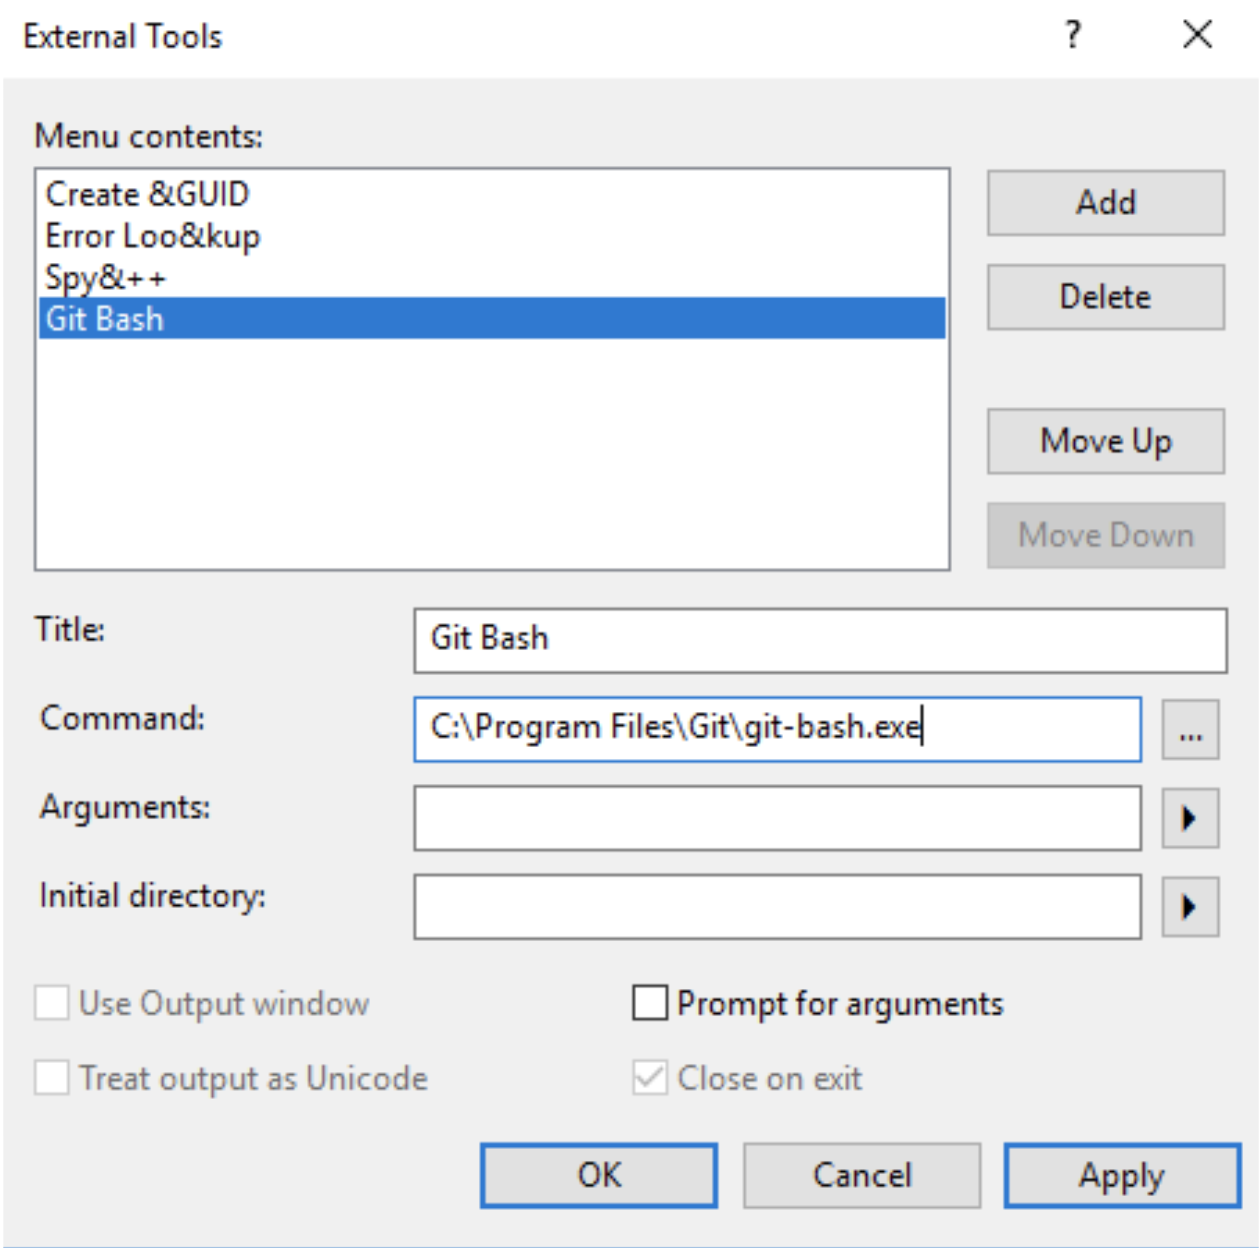 External Tools ?
Menu contents:
Create &GUID
Error Loo&kup
Spy&++
Git Bash
Add
Delete
Move Up
Move Down
Title: Git Bash
Command: C:\Program Files\Git\git-bash.exe ...
Arguments:
Initial directory:
Use Output window Prompt for arguments
Treat output as Unicode Close on exit
OK Cancel Apply